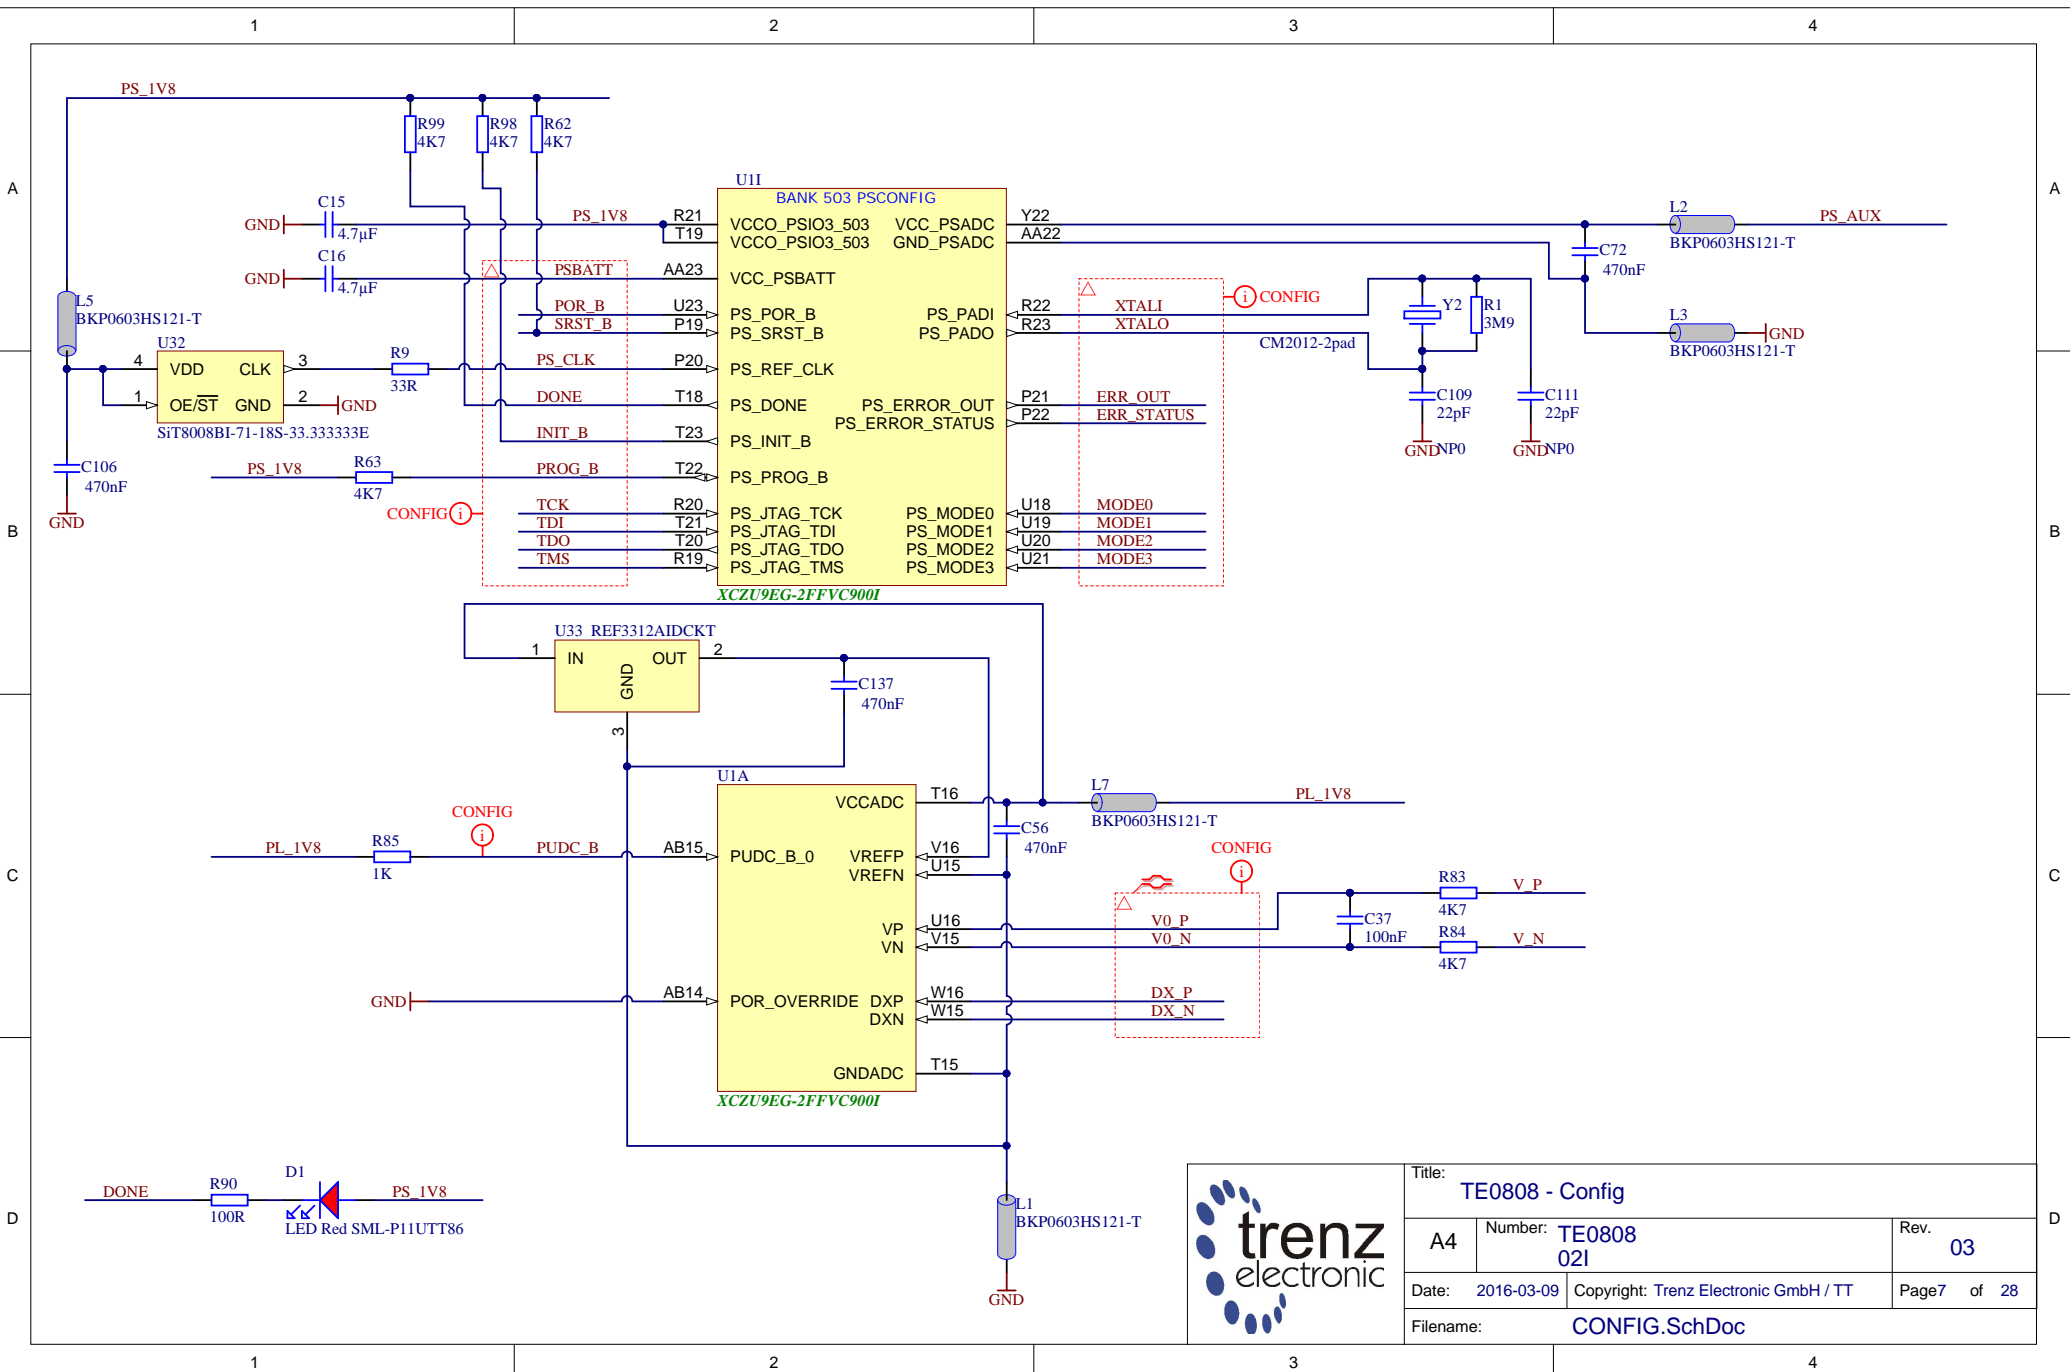 1 2 3 4
A
B
C
D
A
B
C
D
PS_1V8
R99
4K7
R98
4K7
R62
4K7
C15
4.7µF
GND
PS_1V8
C16
4.7µF
GND
PSBATT
POR_B
SRST_B
L5
BKP0603HS121-T
U32
4 VDD CLK 3
1 OE/ST GND 2
GND
SiT8008BI-71-18S-33.333333E
R9
33R
PS_CLK
DONE
INIT_B
C106
470nF
GND
PS_1V8
R63
4K7
PROG_B
CONFIG i
TCK
TDI
TDO
TMS
U1I
BANK 503 PSCONFIG
R21 VCCO_PSIO3_503
T19 VCCO_PSIO3_503
AA23 VCC_PSBATT
U23 PS_POR_B
P19 PS_SRST_B
P20 PS_REF_CLK
T18 PS_DONE
T23 PS_INIT_B
T22 PS_PROG_B
R20 PS_JTAG_TCK
T21 PS_JTAG_TDI
T20 PS_JTAG_TDO
R19 PS_JTAG_TMS
VCC_PSADC Y22
GND_PSADC AA22
PS_PADI R22
PS_PADO R23
PS_ERROR_OUT P21
PS_ERROR_STATUS P22
PS_MODE0 U18
PS_MODE1 U19
PS_MODE2 U20
PS_MODE3 U21
XCZU9EG-2FFVC900I
XTALI
XTALO
i CONFIG
ERR_OUT
ERR_STATUS
MODE0
MODE1
MODE2
MODE3
CM2012-2pad
Y2
R1
3M9
C109
22pF
GND NP0
C111
22pF
GND NP0
L2
BKP0603HS121-T
PS_AUX
C72
470nF
L3
BKP0603HS121-T
GND
U33 REF3312AIDCKT
1 IN OUT 2
GND
3
C137
470nF
U1A
VCCADC T16
AB15 PUDC_B_0
VREFP V16
VREFN U15
VP U16
VN V15
AB14 POR_OVERRIDE
DXP W16
DXN W15
GNDADC T15
XCZU9EG-2FFVC900I
PL_1V8
R85
1K
CONFIG
i
PUDC_B
GND
L7
BKP0603HS121-T
PL_1V8
C56
470nF
CONFIG
i
V0_P
V0_N
DX_P
DX_N
C37
100nF
R83
4K7
V_P
R84
4K7
V_N
DONE
R90
100R
D1
PS_1V8
LED Red SML-P11UTT86
L1
BKP0603HS121-T
GND
trenz
electronic
Title:
TE0808 - Config
A4
Number: TE0808
02I
Rev.
03
Date: 2016-03-09
Copyright: Trenz Electronic GmbH / TT
Page7 of 28
Filename: CONFIG.SchDoc
1 2 3 4